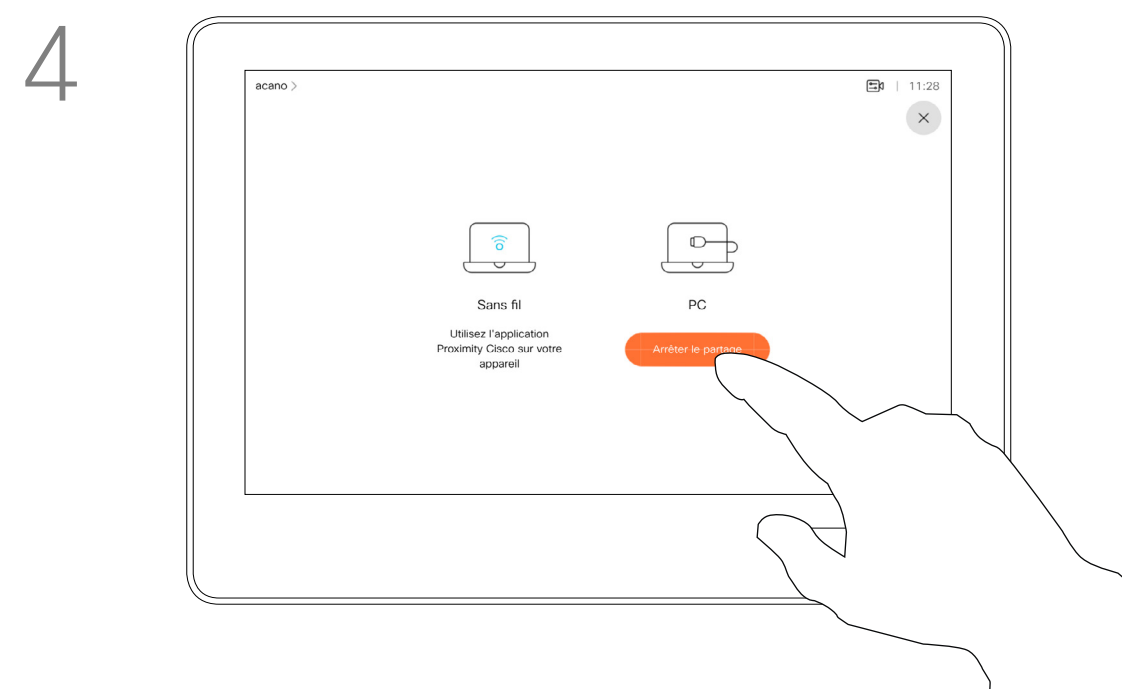 4
acano
11:28
Sans fil
PC
Utilisez l'application
Proximity Cisco sur votre
appareil
Arrêter le partage